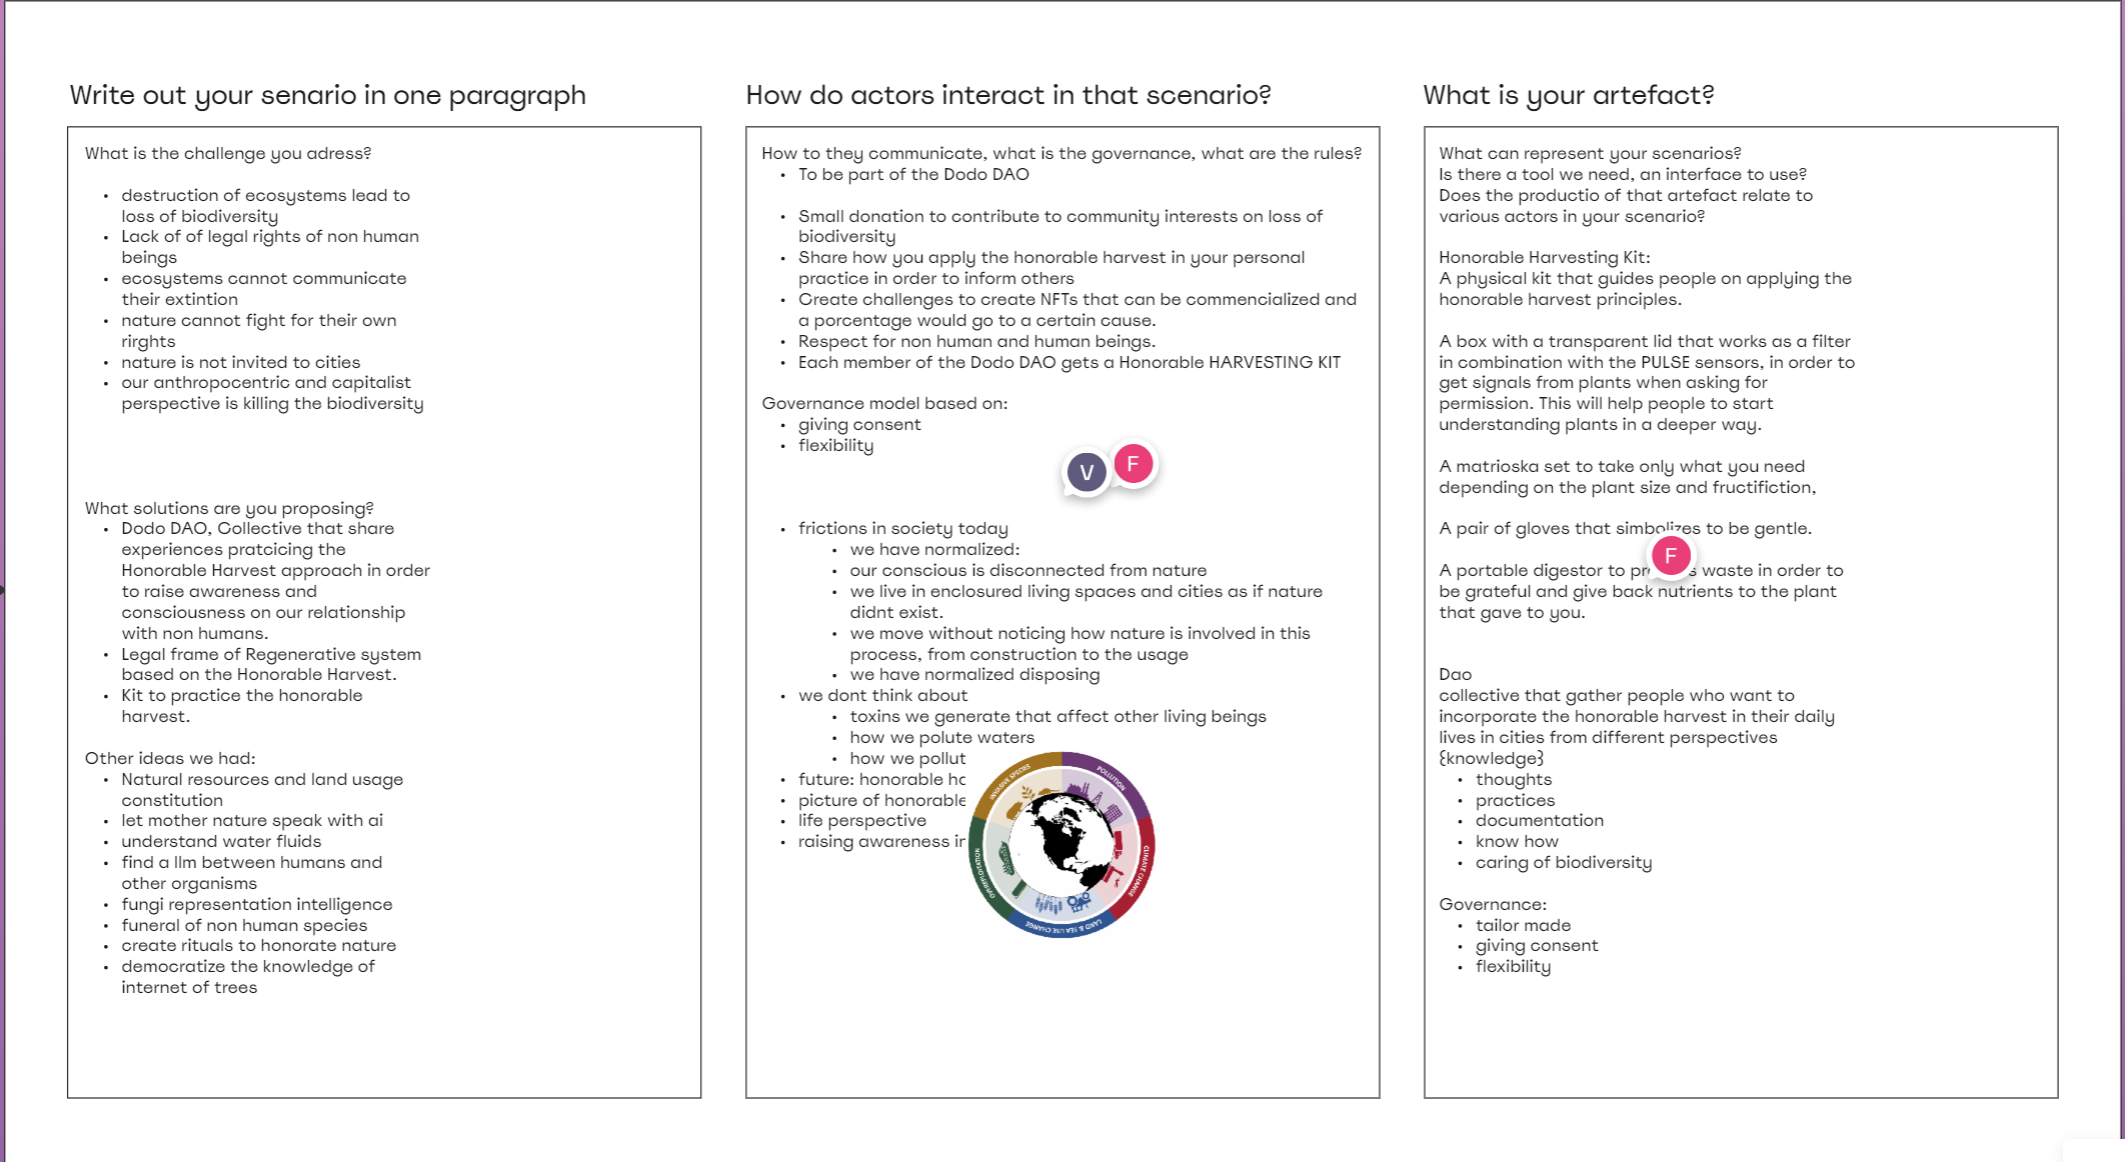 Write out your senario in one paragraph
What is the challenge you adress?
• destruction of ecosystems lead to
loss of biodiversity
• Lack of of legal rights of non human
beings
• ecosystems cannot communicate
their extintion
• nature cannot fight for their own
rirghts
• nature is not invited to cities
• our anthropocentric and capitalist
perspective is killing the biodiversity
What solutions are you proposing?
• Dodo DAO, Collective that share
experiences pratcicing the
Honorable Harvest approach in order
to raise awareness and
consciousness on our relationship
with non humans.
• Legal frame of Regenerative system
based on the Honorable Harvest.
• Kit to practice the honorable
harvest.
Other ideas we had:
• Natural resources and land usage
constitution
• let mother nature speak with ai
• understand water fluids
• find a llm between humans and
other organisms
• fungi representation intelligence
• funeral of non human species
• create rituals to honorate nature
• democratize the knowledge of
internet of trees
How do actors interact in that scenario?
How to they communicate, what is the governance, what are the rules?
• To be part of the Dodo DAO
• Small donation to contribute to community interests on loss of
biodiversity
• Share how you apply the honorable harvest in your personal
practice in order to inform others
• Create challenges to create NFTs that can be commencialized and
a porcentage would go to a certain cause.
• Respect for non human and human beings.
• Each member of the Dodo DAO gets a Honorable HARVESTING KIT
Governance model based on:
• giving consent
• flexibility
V
F
• frictions in society today
• we have normalized:
• our conscious is disconnected from nature
• we live in enclosured living spaces and cities as if nature
didnt exist.
• we move without noticing how nature is involved in this
process, from construction to the usage
• we have normalized disposing
• we dont think about
• toxins we generate that affect other living beings
• how we polute waters
• how we pollut
• future: honorable
• picture of honorable
• life perspective
• raising awareness
INVASIVE SPECIES
POLLUTION
CLIMATE CHANGE
LAND & SEA USE CHANGE
What is your artefact?
What can represent your scenarios?
Is there a tool we need, an interface to use?
Does the productio of that artefact relate to
various actors in your scenario?
Honorable Harvesting Kit:
A physical kit that guides people on applying the
honorable harvest principles.
A box with a transparent lid that works as a filter
in combination with the PULSE sensors, in order to
get signals from plants when asking for
permission. This will help people to start
understanding plants in a deeper way.
A matrioska set to take only what you need
depending on the plant size and fructifiction,
A pair of gloves that simbolizes to be gentle.
F
A portable digestor to waste in order to
be grateful and give back nutrients to the plant
that gave to you.
Dao
collective that gather people who want to
incorporate the honorable harvest in their daily
lives in cities from different perspectives
{knowledge}
• thoughts
• practices
• documentation
• know how
• caring of biodiversity
Governance:
• tailor made
• giving consent
• flexibility